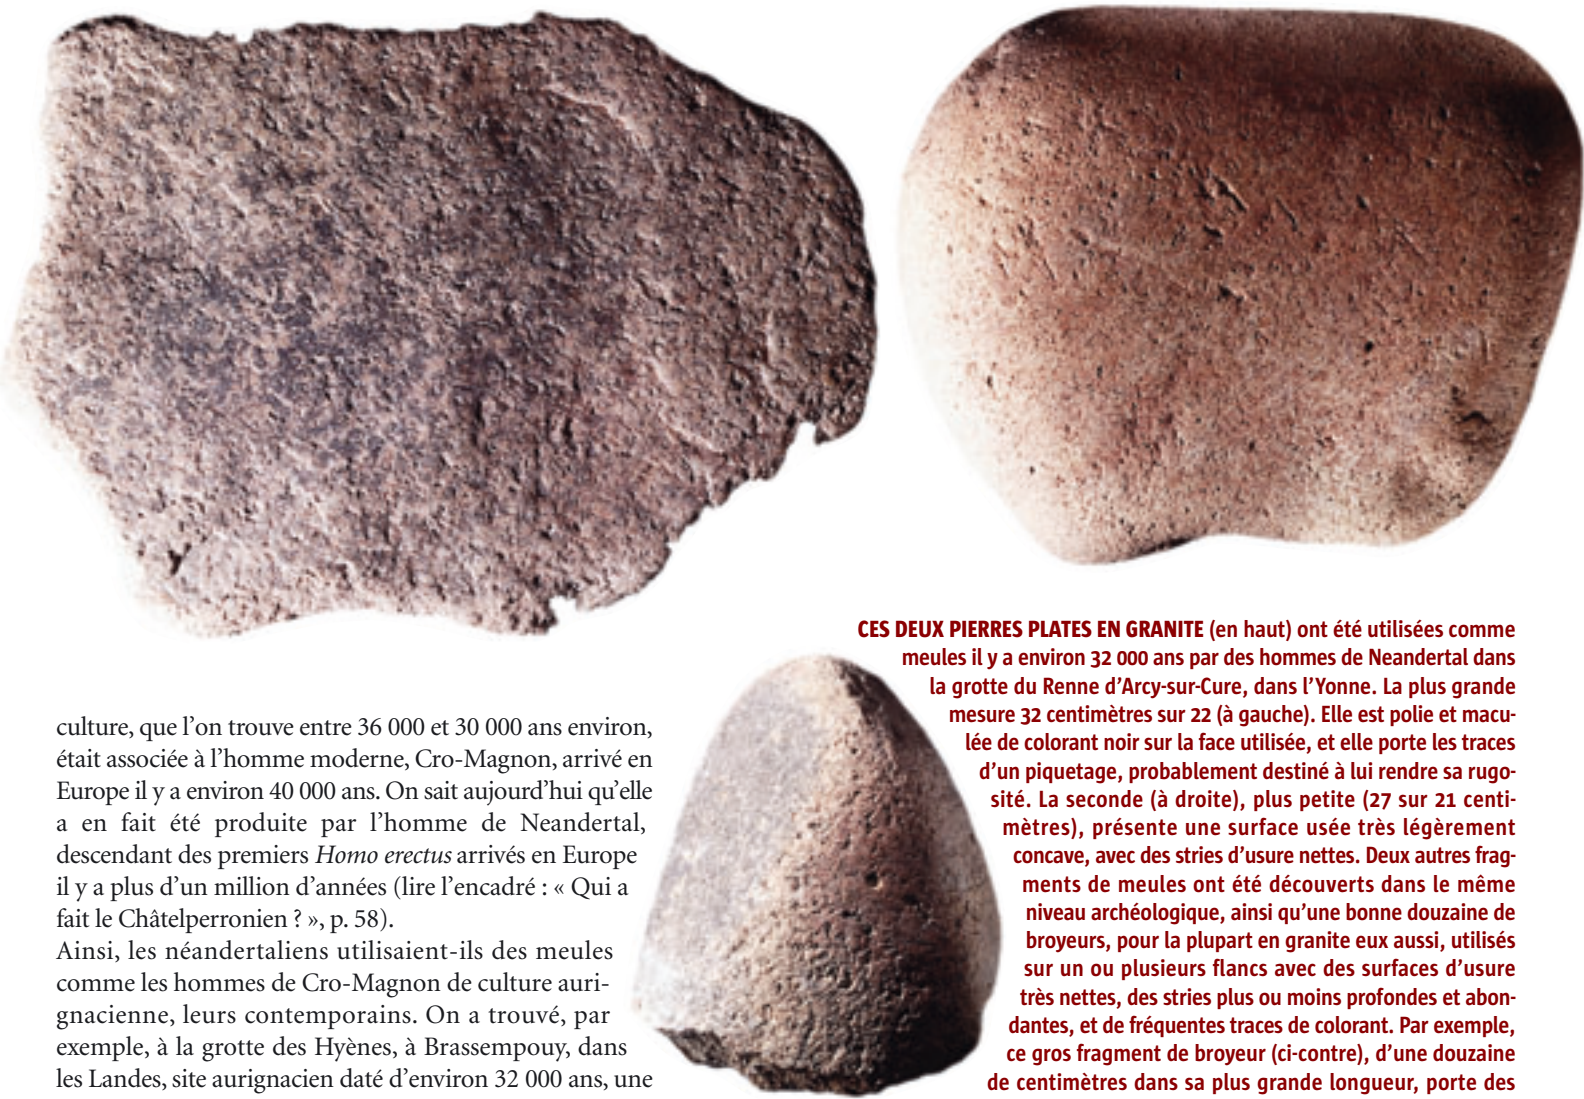 CES DEUX PIERRES PLATES EN GRANITE (en haut) ont été utilisées comme
meules il y a environ 32 000 ans par des hommes de Neandertal dans
la grotte du Renne d'Arcy-sur-Cure, dans l'Yonne. La plus grande
mesure 32 centimètres sur 22 (à gauche). Elle est polie et macu-
lée de colorant noir sur la face utilisée, et elle porte les traces
d'un piquetage, probablement destiné à lui rendre sa rugo-
sité. La seconde (à droite), plus petite (27 sur 21 centi-
mètres), présente une surface usée très légèrement
concave, avec des stries d'usure nettes. Deux autres frag-
ments de meules ont été découverts dans le même
niveau archéologique, ainsi qu'une bonne douzaine de
broyeurs, pour la plupart en granite eux aussi, utilisés
sur un ou plusieurs flancs avec des surfaces d'usure
très nettes, des stries plus ou moins profondes et abon-
dantes, et de fréquentes traces de colorant. Par exemple,
ce gros fragment de broyeur (ci-contre), d'une douzaine
de centimètres dans sa plus grande longueur, porte des
culture, que l'on trouve entre 36 000 et 30 000 ans environ,
était associée à l'homme moderne, Cro-Magnon, arrivé en
Europe il y a environ 40 000 ans. On sait aujourd'hui qu'elle
a en fait été produite par l'homme de Neandertal,
descendant des premiers Homo erectus arrivés en Europe
il y a plus d'un million d'années (lire l'encadré : « Qui a
fait le Châtelperronien ? », p. 58).
Ainsi, les néandertaliens utilisaient-ils des meules
comme les hommes de Cro-Magnon de culture auri-
gnacienne, leurs contemporains. On a trouvé, par
exemple, à la grotte des Hyènes, à Brassempouy, dans
les Landes, site aurignacien daté d'environ 32 000 ans, une